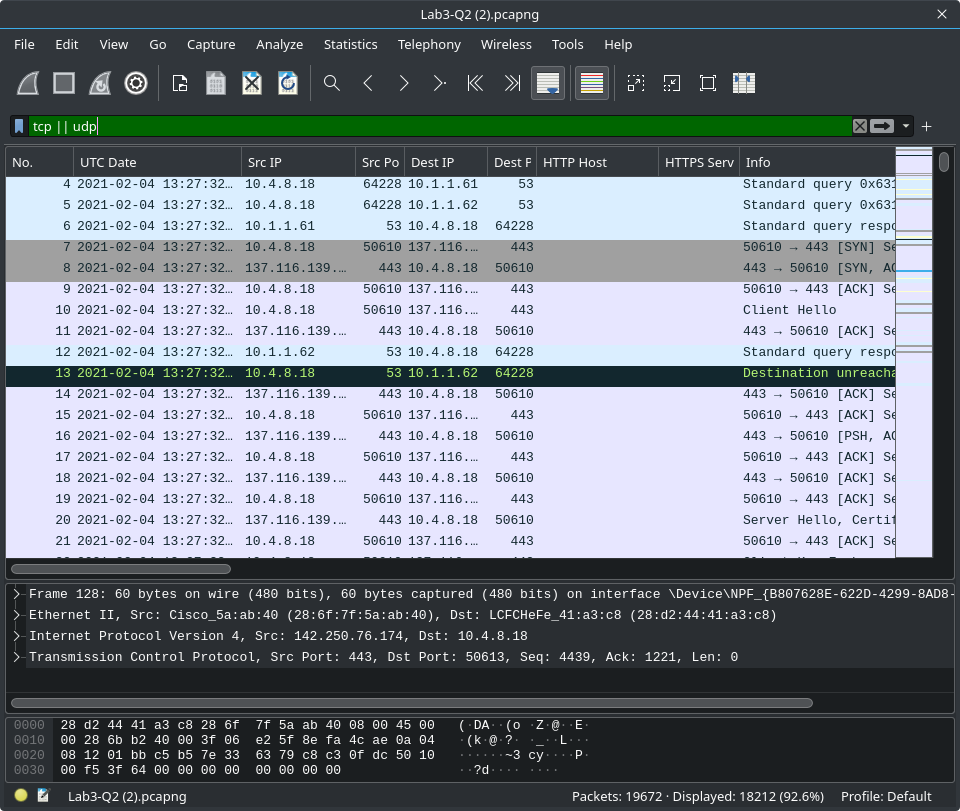 Lab3-Q2 (2).pcapng
File Edit View Go Capture Analyze Statistics Telephony Wireless Tools Help
tcp || udp
No. UTC Date Src IP Src Po Dest IP Dest F HTTP Host HTTPS Serv Info
4 2021-02-04 13:27:32… 10.4.8.18 64228 10.1.1.61 53 Standard query 0x631
5 2021-02-04 13:27:32… 10.4.8.18 64228 10.1.1.62 53 Standard query 0x631
6 2021-02-04 13:27:32… 10.1.1.61 53 10.4.8.18 64228 Standard query respo
7 2021-02-04 13:27:32… 10.4.8.18 50610 137.116.… 443 50610 → 443 [SYN] Se
8 2021-02-04 13:27:32… 137.116.139.… 443 10.4.8.18 50610 443 → 50610 [SYN, AC
9 2021-02-04 13:27:32… 10.4.8.18 50610 137.116.… 443 50610 → 443 [ACK] Se
10 2021-02-04 13:27:32… 10.4.8.18 50610 137.116.… 443 Client Hello
11 2021-02-04 13:27:32… 137.116.139.… 443 10.4.8.18 50610 443 → 50610 [ACK] Se
12 2021-02-04 13:27:32… 10.1.1.62 53 10.4.8.18 64228 Standard query respo
13 2021-02-04 13:27:32… 10.4.8.18 53 10.1.1.62 64228 Destination unreacha
14 2021-02-04 13:27:32… 137.116.139.… 443 10.4.8.18 50610 443 → 50610 [ACK] Se
15 2021-02-04 13:27:32… 10.4.8.18 50610 137.116.… 443 50610 → 443 [ACK] Se
16 2021-02-04 13:27:32… 137.116.139.… 443 10.4.8.18 50610 443 → 50610 [PSH, AC
17 2021-02-04 13:27:32… 10.4.8.18 50610 137.116.… 443 50610 → 443 [ACK] Se
18 2021-02-04 13:27:32… 137.116.139.… 443 10.4.8.18 50610 443 → 50610 [ACK] Se
19 2021-02-04 13:27:32… 10.4.8.18 50610 137.116.… 443 50610 → 443 [ACK] Se
20 2021-02-04 13:27:32… 137.116.139.… 443 10.4.8.18 50610 Server Hello, Certif
21 2021-02-04 13:27:32… 10.4.8.18 50610 137.116.… 443 50610 → 443 [ACK] Se
Frame 128: 60 bytes on wire (480 bits), 60 bytes captured (480 bits) on interface \Device\NPF_{B807628E-622D-4299-8AD8-
Ethernet II, Src: Cisco_5a:ab:40 (28:6f:7f:5a:ab:40), Dst: LCFCHeFe_41:a3:c8 (28:d2:44:41:a3:c8)
Internet Protocol Version 4, Src: 142.250.76.174, Dst: 10.4.8.18
Transmission Control Protocol, Src Port: 443, Dst Port: 50613, Seq: 4439, Ack: 1221, Len: 0
0000 28 d2 44 41 a3 c8 28 6f 7f 5a ab 40 08 00 45 00 (·DA··(o ·Z·@··E·
0010 00 28 6b b2 40 00 3f 06 e2 5f 8e fa 4c ae 0a 04 ·(k·@·?· ·_··L···
0020 08 12 01 bb c5 b5 7e 33 63 79 c8 c3 0f dc 50 10 ······~3 cy····P·
0030 00 f5 3f 64 00 00 00 00 00 00 00 00 ··?d···· ····
Lab3-Q2 (2).pcapng Packets: 19672 · Displayed: 18212 (92.6%) Profile: Default